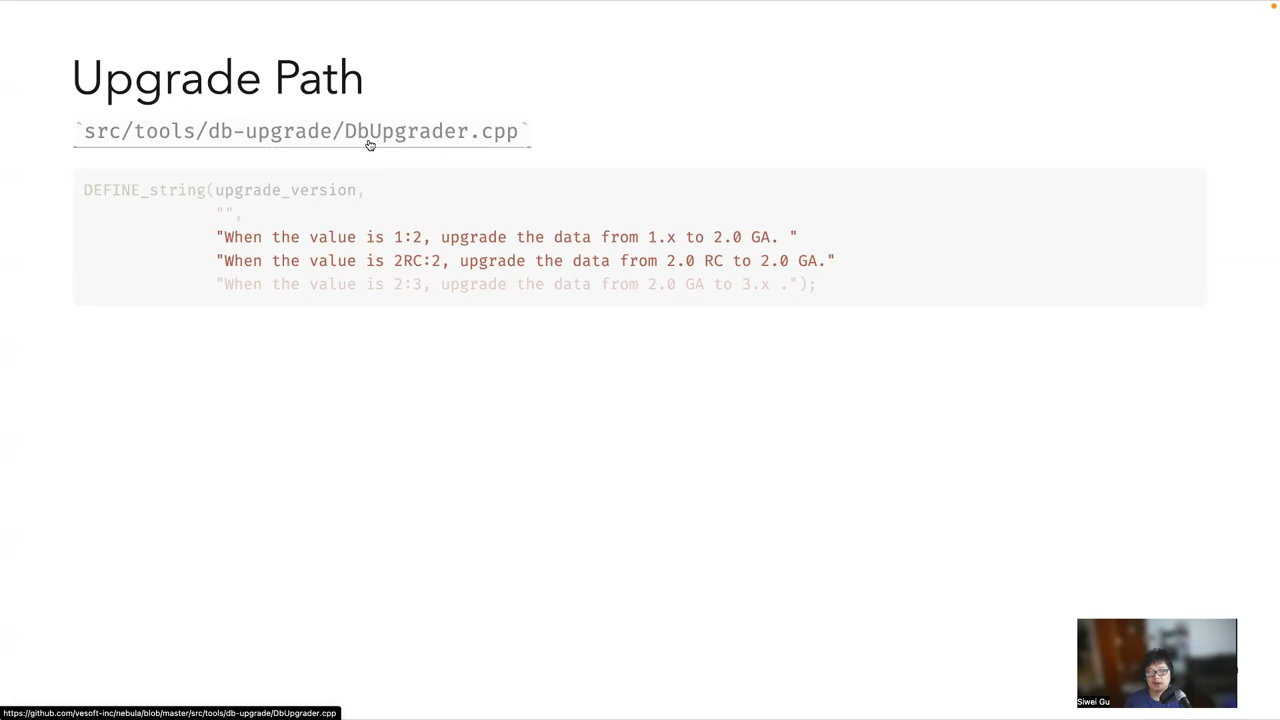 Upgrade Path
`src/tools/db-upgrade/DbUpgrader.cpp`
DEFINE_string(upgrade_version,
"",
"When the value is 1:2, upgrade the data from 1.x to 2.0 GA. "
"When the value is 2RC:2, upgrade the data from 2.0 RC to 2.0 GA."
"When the value is 2:3, upgrade the data from 2.0 GA to 3.x .");
Siwei Gu
https://github.com/vesoft-inc/nebula/blob/master/src/tools/db-upgrade/DbUpgrader.cpp